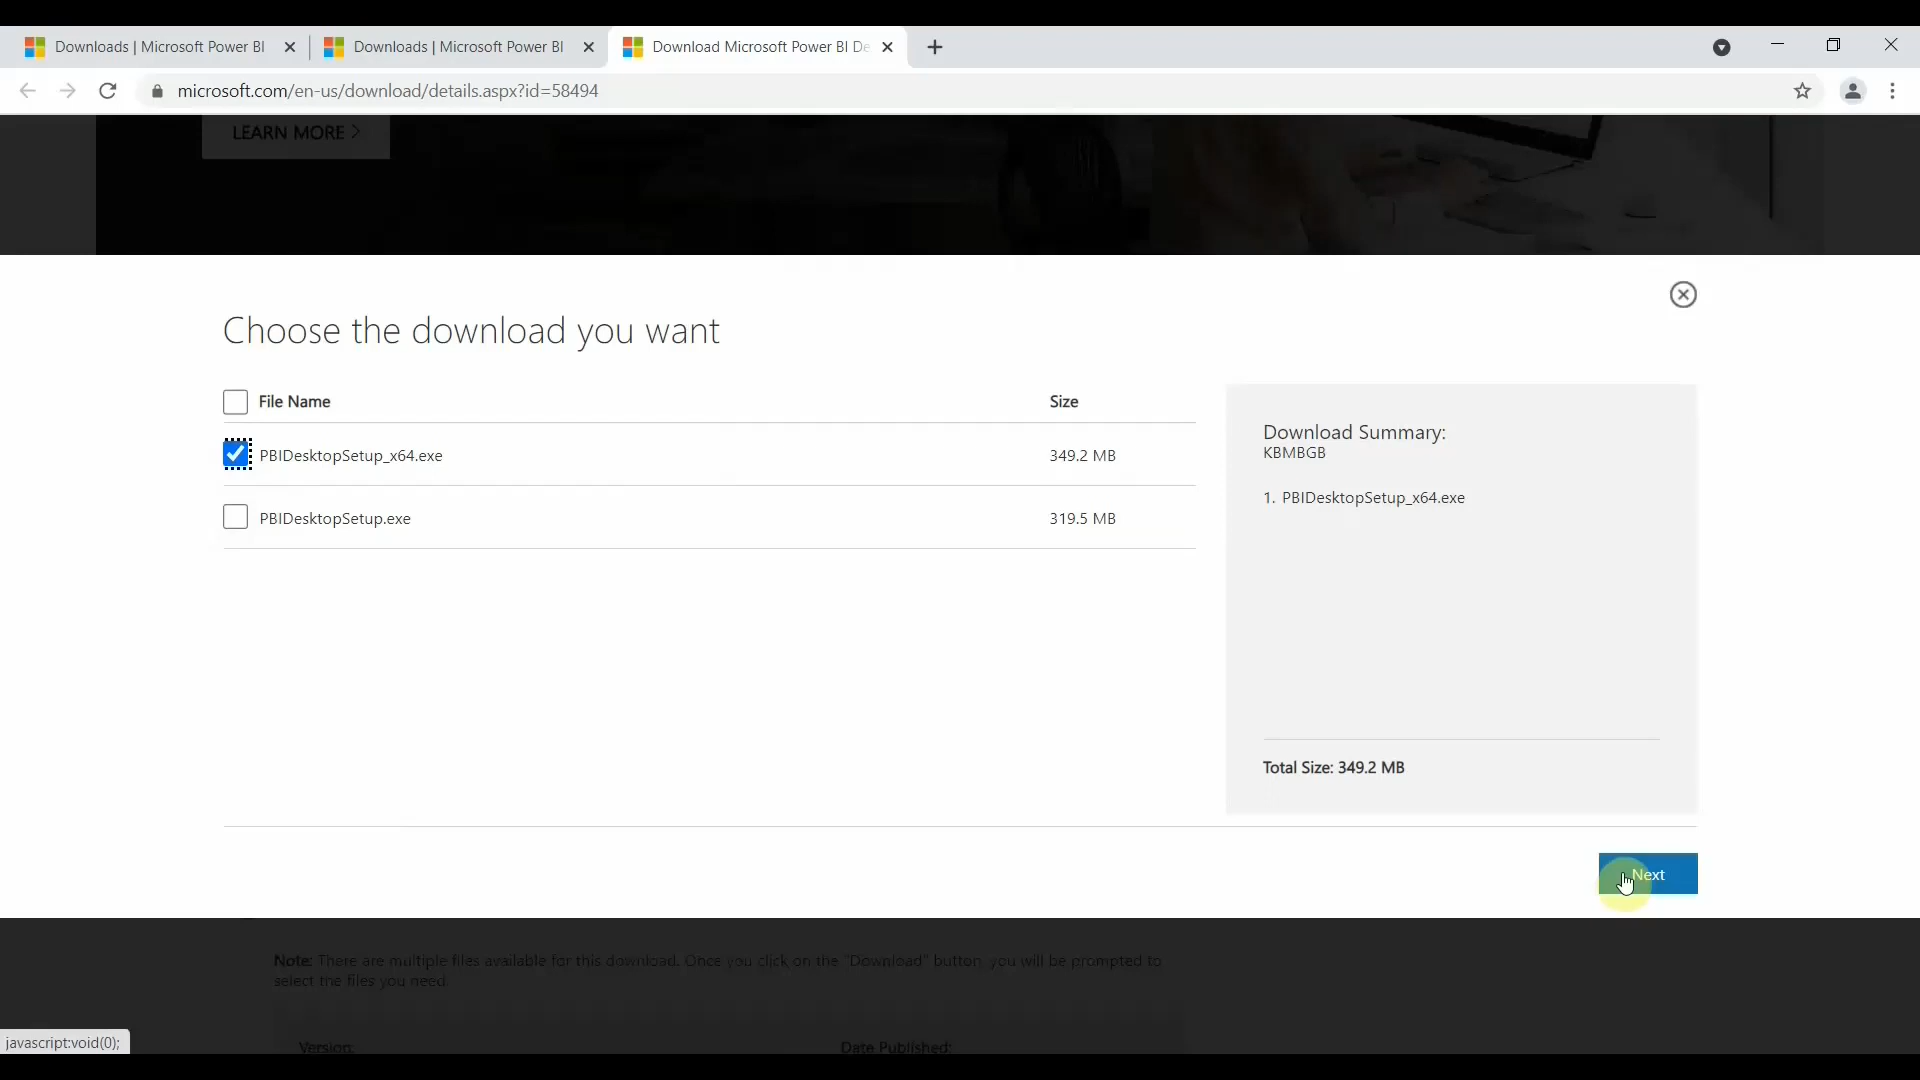 Downloads | Microsoft Power BI
Downloads | Microsoft Power BI
Download Microsoft Power BI De
microsoft.com/en-us/download/details.aspx?id=58494
LEARN MORE >
Choose the download you want
File Name Size
PBIDesktopSetup_x64.exe 349.2 MB
PBIDesktopSetup.exe 319.5 MB
Download Summary:
KBMBGB
1. PBIDesktopSetup_x64.exe
Total Size: 349.2 MB
Next
Note: There are multiple files available for this download. Once you click on the "Download" button, you will be prompted to
select the files you need.
Version: Date Published:
javascript:void(0);